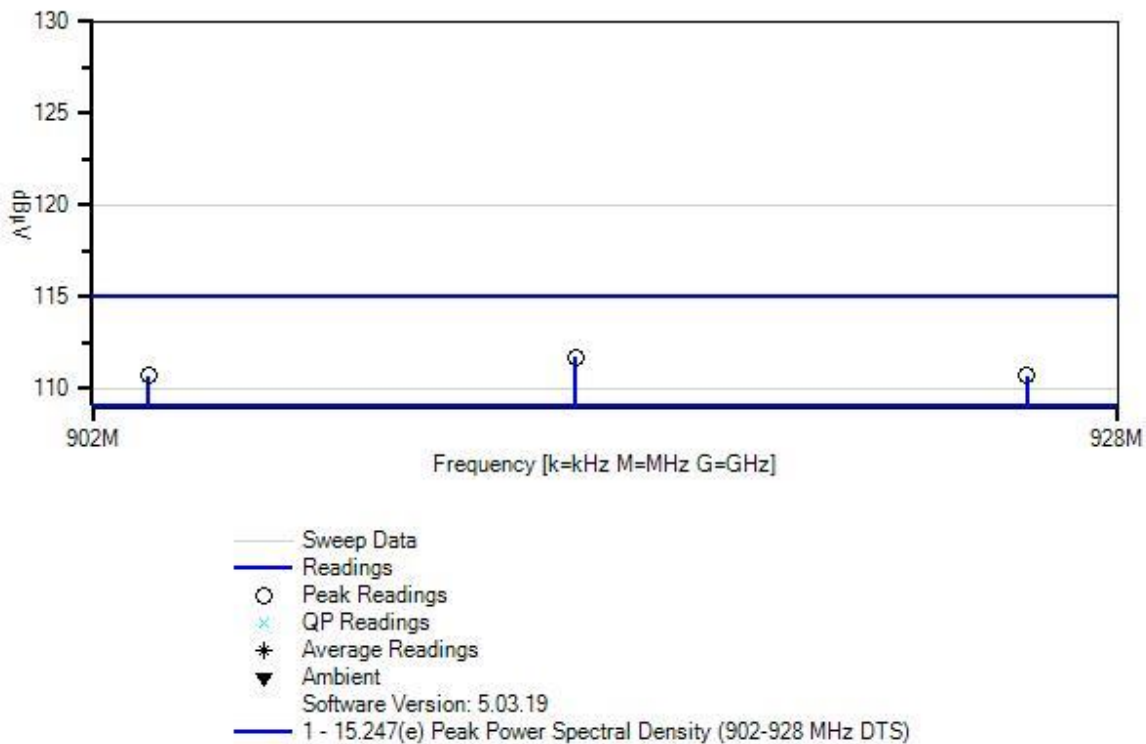 130
125
120
115
110
dBµV
902M
928M
Frequency [k=kHz M=MHz G=GHz]
Sweep Data
Readings
Peak Readings
QP Readings
Average Readings
Ambient
Software Version: 5.03.19
1 - 15.247(e) Peak Power Spectral Density (902-928 MHz DTS)